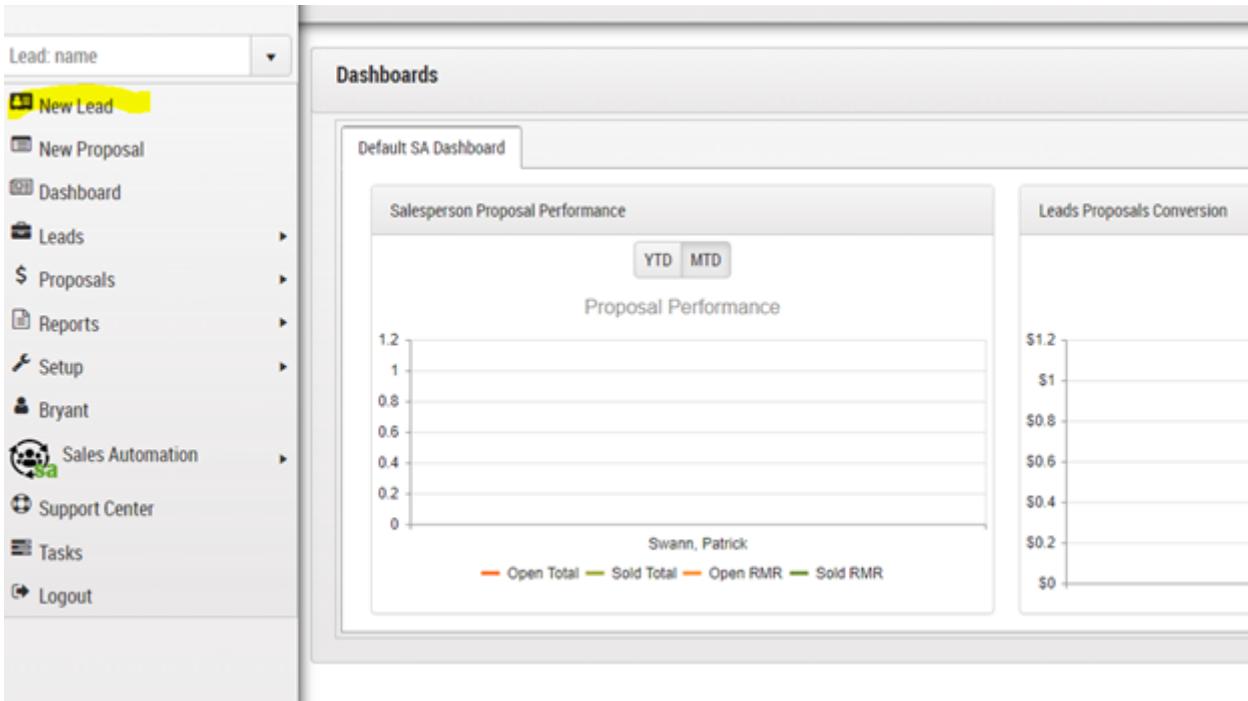 Lead: name
New Lead
New Proposal
Dashboard
Leads
Proposals
Reports
Setup
Bryant
Sales Automation
sa
Support Center
Tasks
Logout
Dashboards
Default SA Dashboard
Salesperson Proposal Performance
YTD MTD
Proposal Performance
1.2
1
0.8
0.6
0.4
0.2
0
Swann, Patrick
Open Total Sold Total Open RMR Sold RMR
Leads Proposals Conversion
$1.2
$1
$0.8
$0.6
$0.4
$0.2
$0